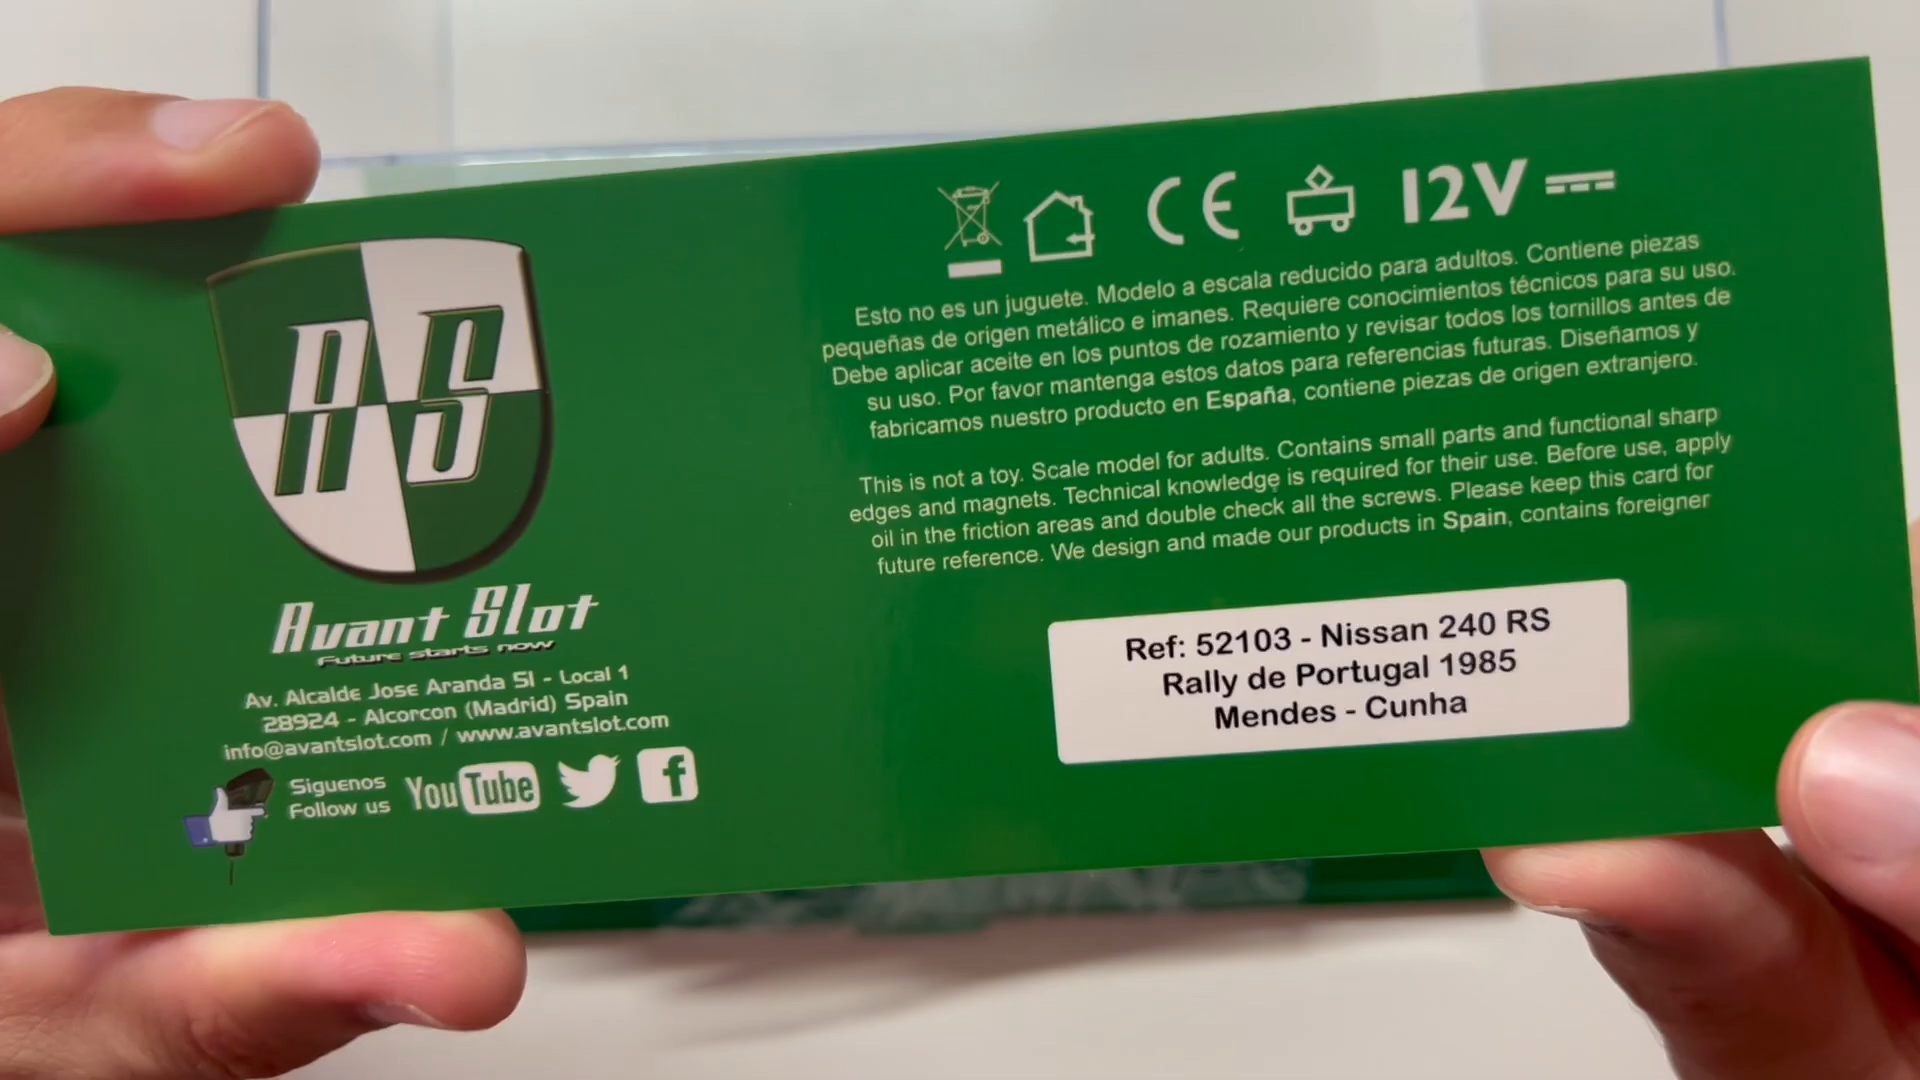 AS
Avant Slot
Future starts now
Av. Alcalde Jose Aranda 51 - Local 1
28924 - Alcorcon (Madrid) Spain
info@avantslot.com / www.avantslot.com
Siguenos
Follow us
YouTube
f
CE
12V
Esto no es un juguete. Modelo a escala reducido para adultos. Contiene piezas
pequeñas de origen metálico e imanes. Requiere conocimientos técnicos para su uso.
Debe aplicar aceite en los puntos de rozamiento y revisar todos los tornillos antes de
su uso. Por favor mantenga estos datos para referencias futuras. Diseñamos y
fabricamos nuestro producto en España, contiene piezas de origen extranjero.
This is not a toy. Scale model for adults. Contains small parts and functional sharp
edges and magnets. Technical knowledge is required for their use. Before use, apply
oil in the friction areas and double check all the screws. Please keep this card for
future reference. We design and made our products in Spain, contains foreigner
Ref: 52103 - Nissan 240 RS
Rally de Portugal 1985
Mendes - Cunha